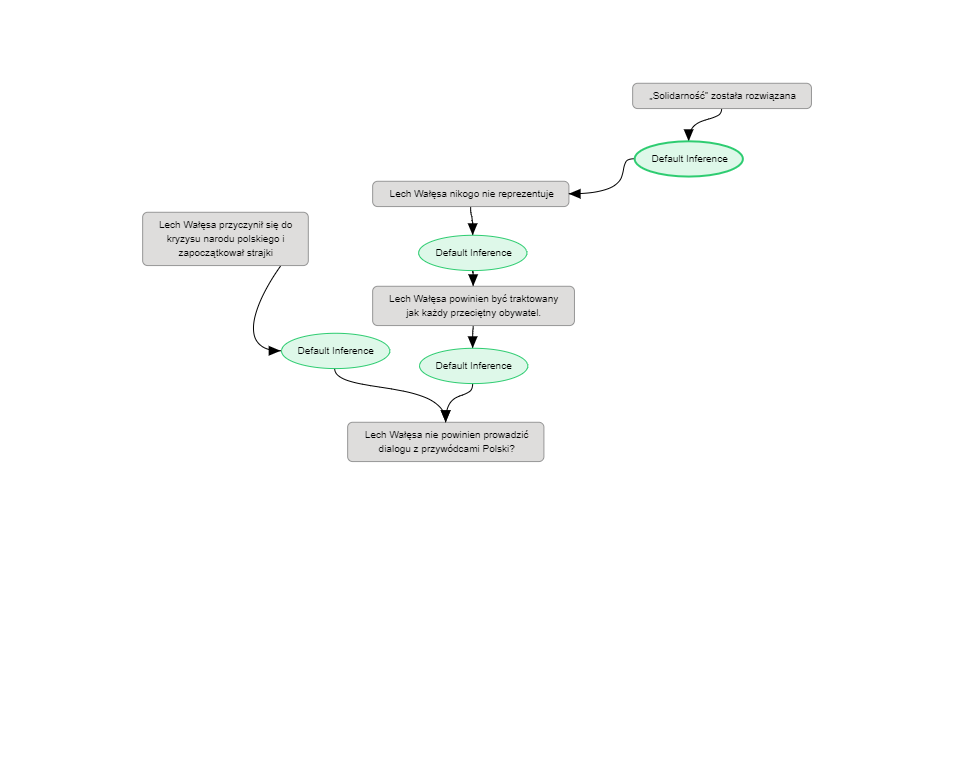 „Solidarność” została rozwiązana
Default Inference
Lech Wałęsa nikogo nie reprezentuje
Lech Wałęsa przyczynił się do
kryzysu narodu polskiego i
zapoczątkował strajki
Default Inference
Lech Wałęsa powinien być traktowany
jak każdy przeciętny obywatel.
Default Inference
Default Inference
Lech Wałęsa nie powinien prowadzić
dialogu z przywódcami Polski?